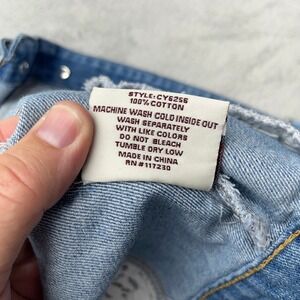 STYLE:CY6256
100% COTTON
MACHINE WASH COLD INSIDE OUT
WASH SEPARATELY
WITH LIKE COLORS
DO NOT BLEACH
TUMBLE DRY LOW
MADE IN CHINA
RN #117230